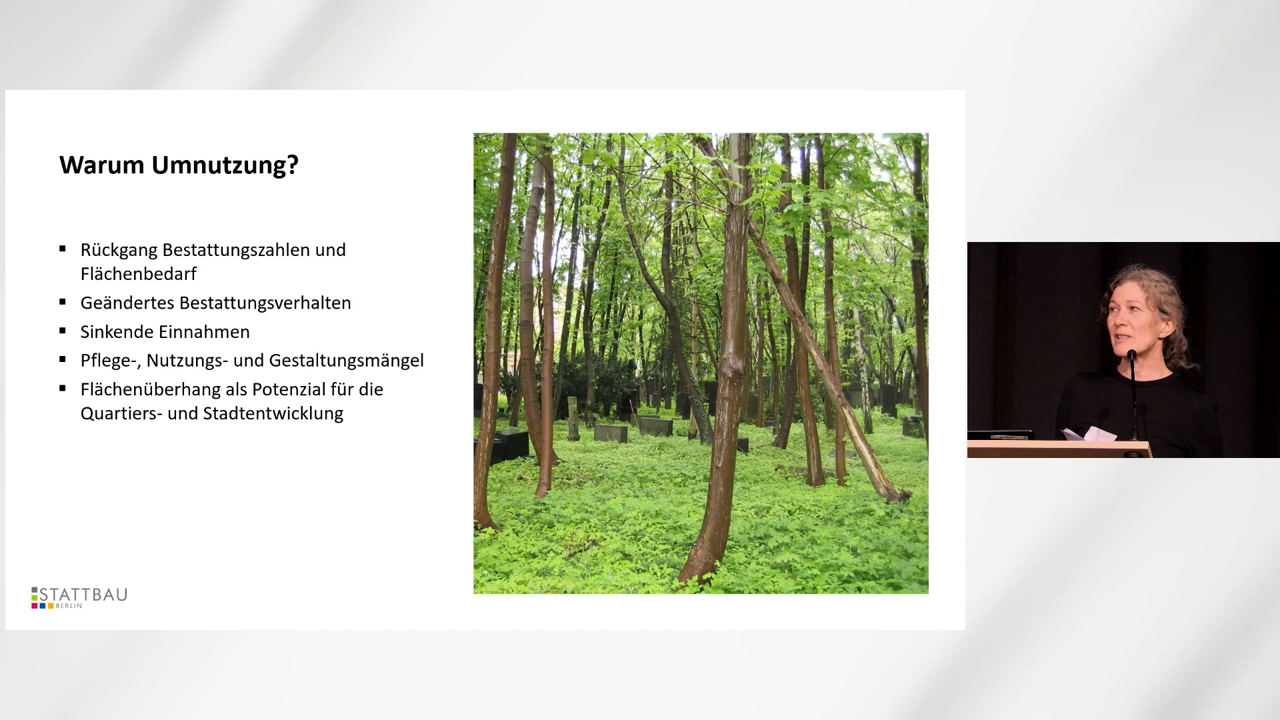 Warum Umnutzung?
▪ Rückgang Bestattungszahlen und
Flächenbedarf
▪ Geändertes Bestattungsverhalten
▪ Sinkende Einnahmen
▪ Pflege-, Nutzungs- und Gestaltungsmängel
▪ Flächenüberhang als Potenzial für die
Quartiers- und Stadtentwicklung
STATTBAU
BERLIN